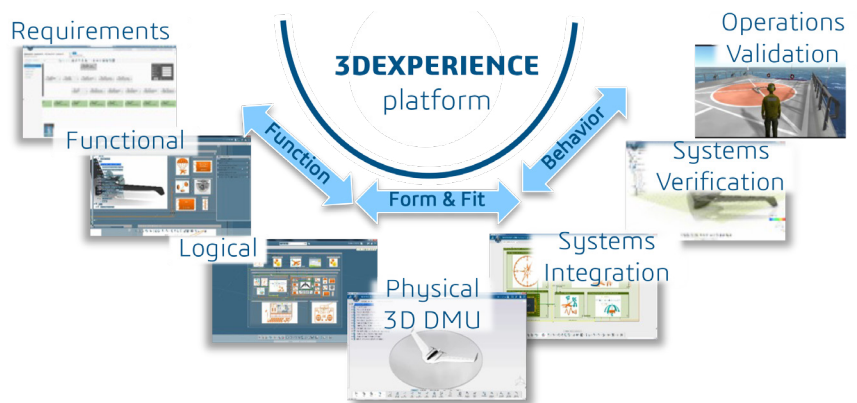 Requirements
Operations
Validation
3DEXPERIENCE
platform
Functional
Function
Behavior
Systems
Verification
Form & Fit
Logical
Systems
Integration
Physical
3D DMU